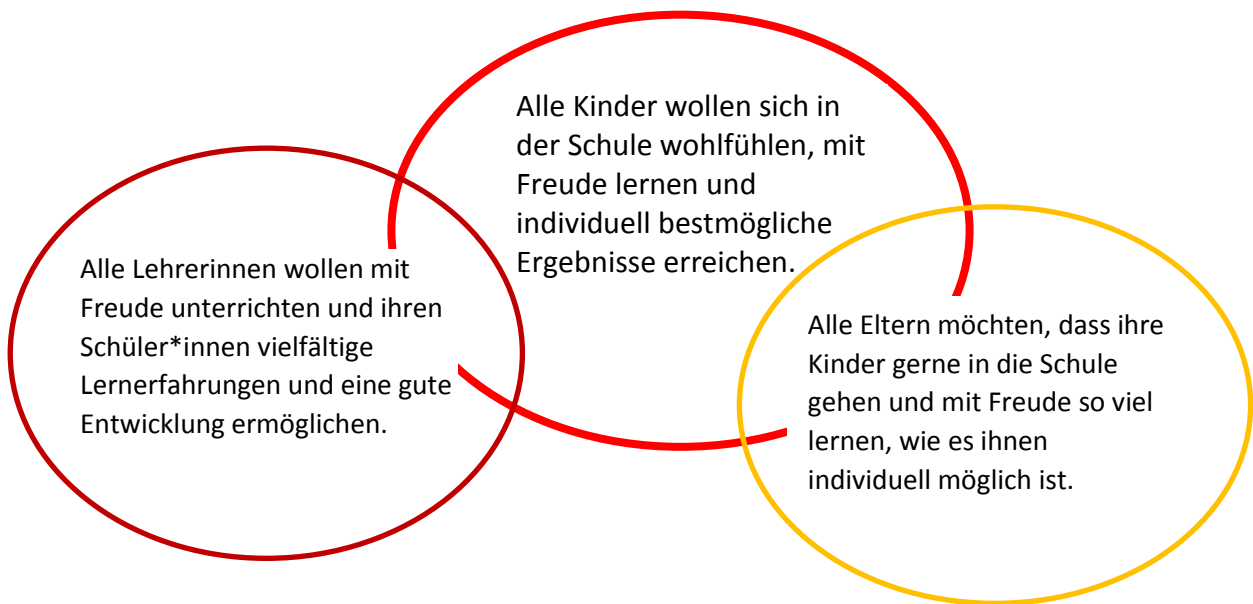 Alle Kinder wollen sich in
der Schule wohlfühlen, mit
Freude lernen und
individuell bestmögliche
Ergebnisse erreichen.
Alle Lehrerinnen wollen mit
Freude unterrichten und ihren
Schüler*innen vielfältige
Lernerfahrungen und eine gute
Entwicklung ermöglichen.
Alle Eltern möchten, dass ihre
Kinder gerne in die Schule
gehen und mit Freude so viel
lernen, wie es ihnen
individuell möglich ist.